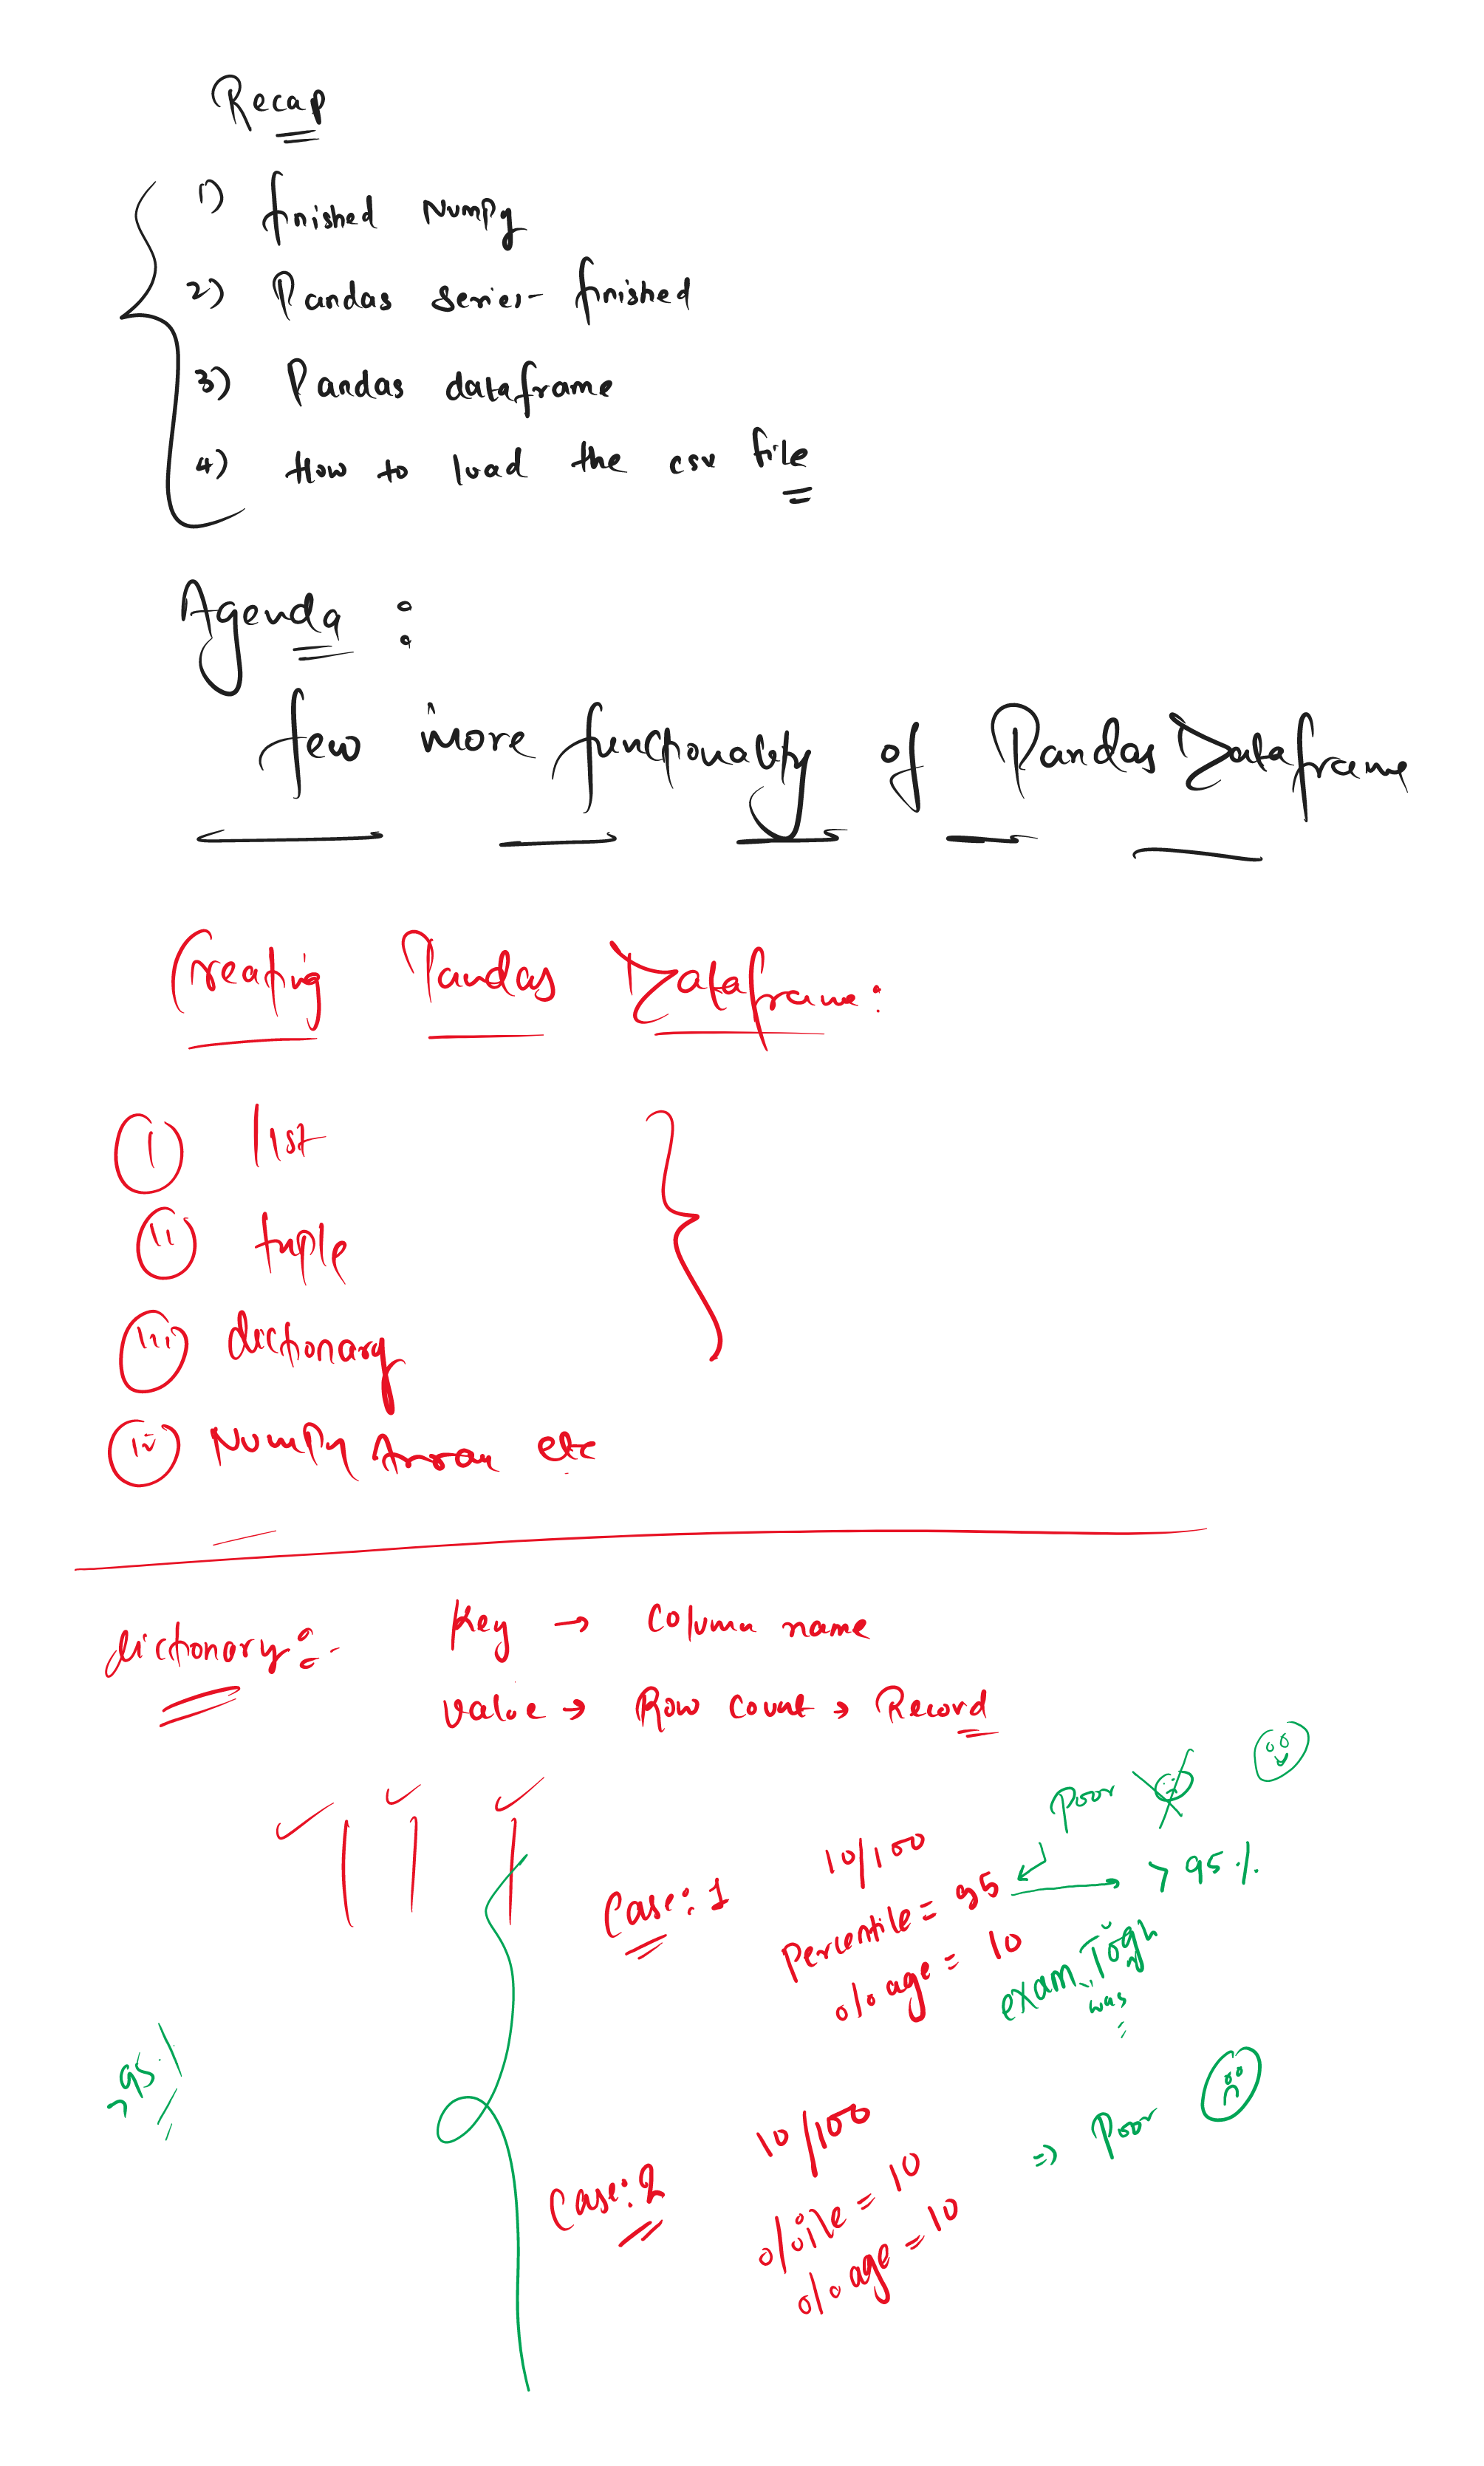 Recap
1) finished Numpy
2) Pandas series finished
3) Pandas dataframe
4) How to load the csv file
Agenda :
few more functionality of Pandas Dataframe
Creating Pandas Dataframe:
i list
ii tuple
iii dictionary
iv NumPy Array etc
dictionary :-
Key → Column name
value → Row count → Record
Poor
Case:1
10/100
Percentile = 95 → > 95%
%age = 10
exam was Tough
>95%
Case:2
10/100
%ile = 10
%age = 10
⇒ Poor